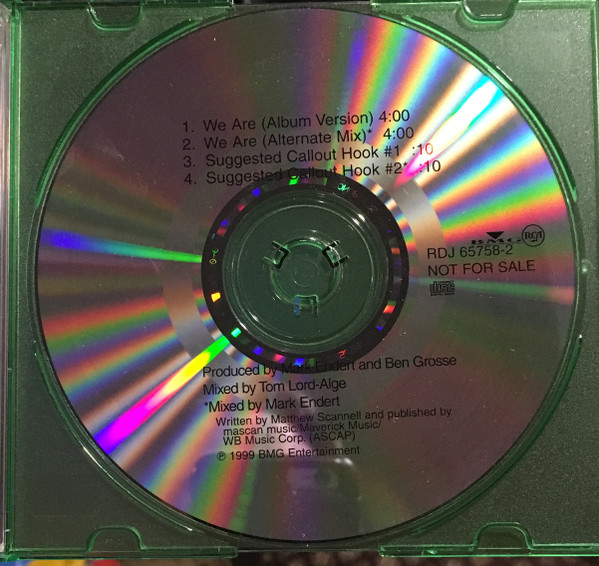 1. We Are (Album Version) 4:00
2. We Are (Alternate Mix)* 4:00
3. Suggested Callout Hook #1 :10
4. Suggested Callout Hook #2* :10
BMG RCA
RDJ 65758-2
NOT FOR SALE
disc
Produced by Mark Endert and Ben Grosse
Mixed by Tom Lord-Alge
*Mixed by Mark Endert
Written by Matthew Scannell and published by
mascan music/Maverick Music/
WB Music Corp. (ASCAP)
℗ 1999 BMG Entertainment